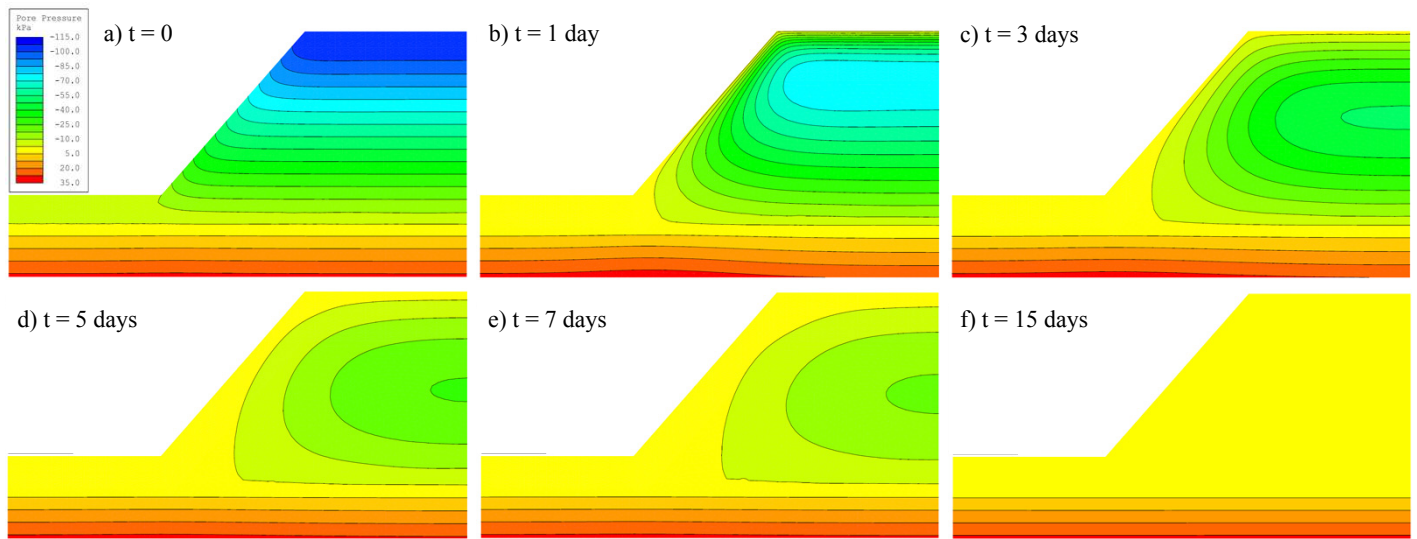 Pore Pressure
kPa
-115.0
-100.0
-85.0
-70.0
-55.0
-40.0
-25.0
-10.0
5.0
20.0
35.0
a) t = 0
b) t = 1 day
c) t = 3 days
d) t = 5 days
e) t = 7 days
f) t = 15 days